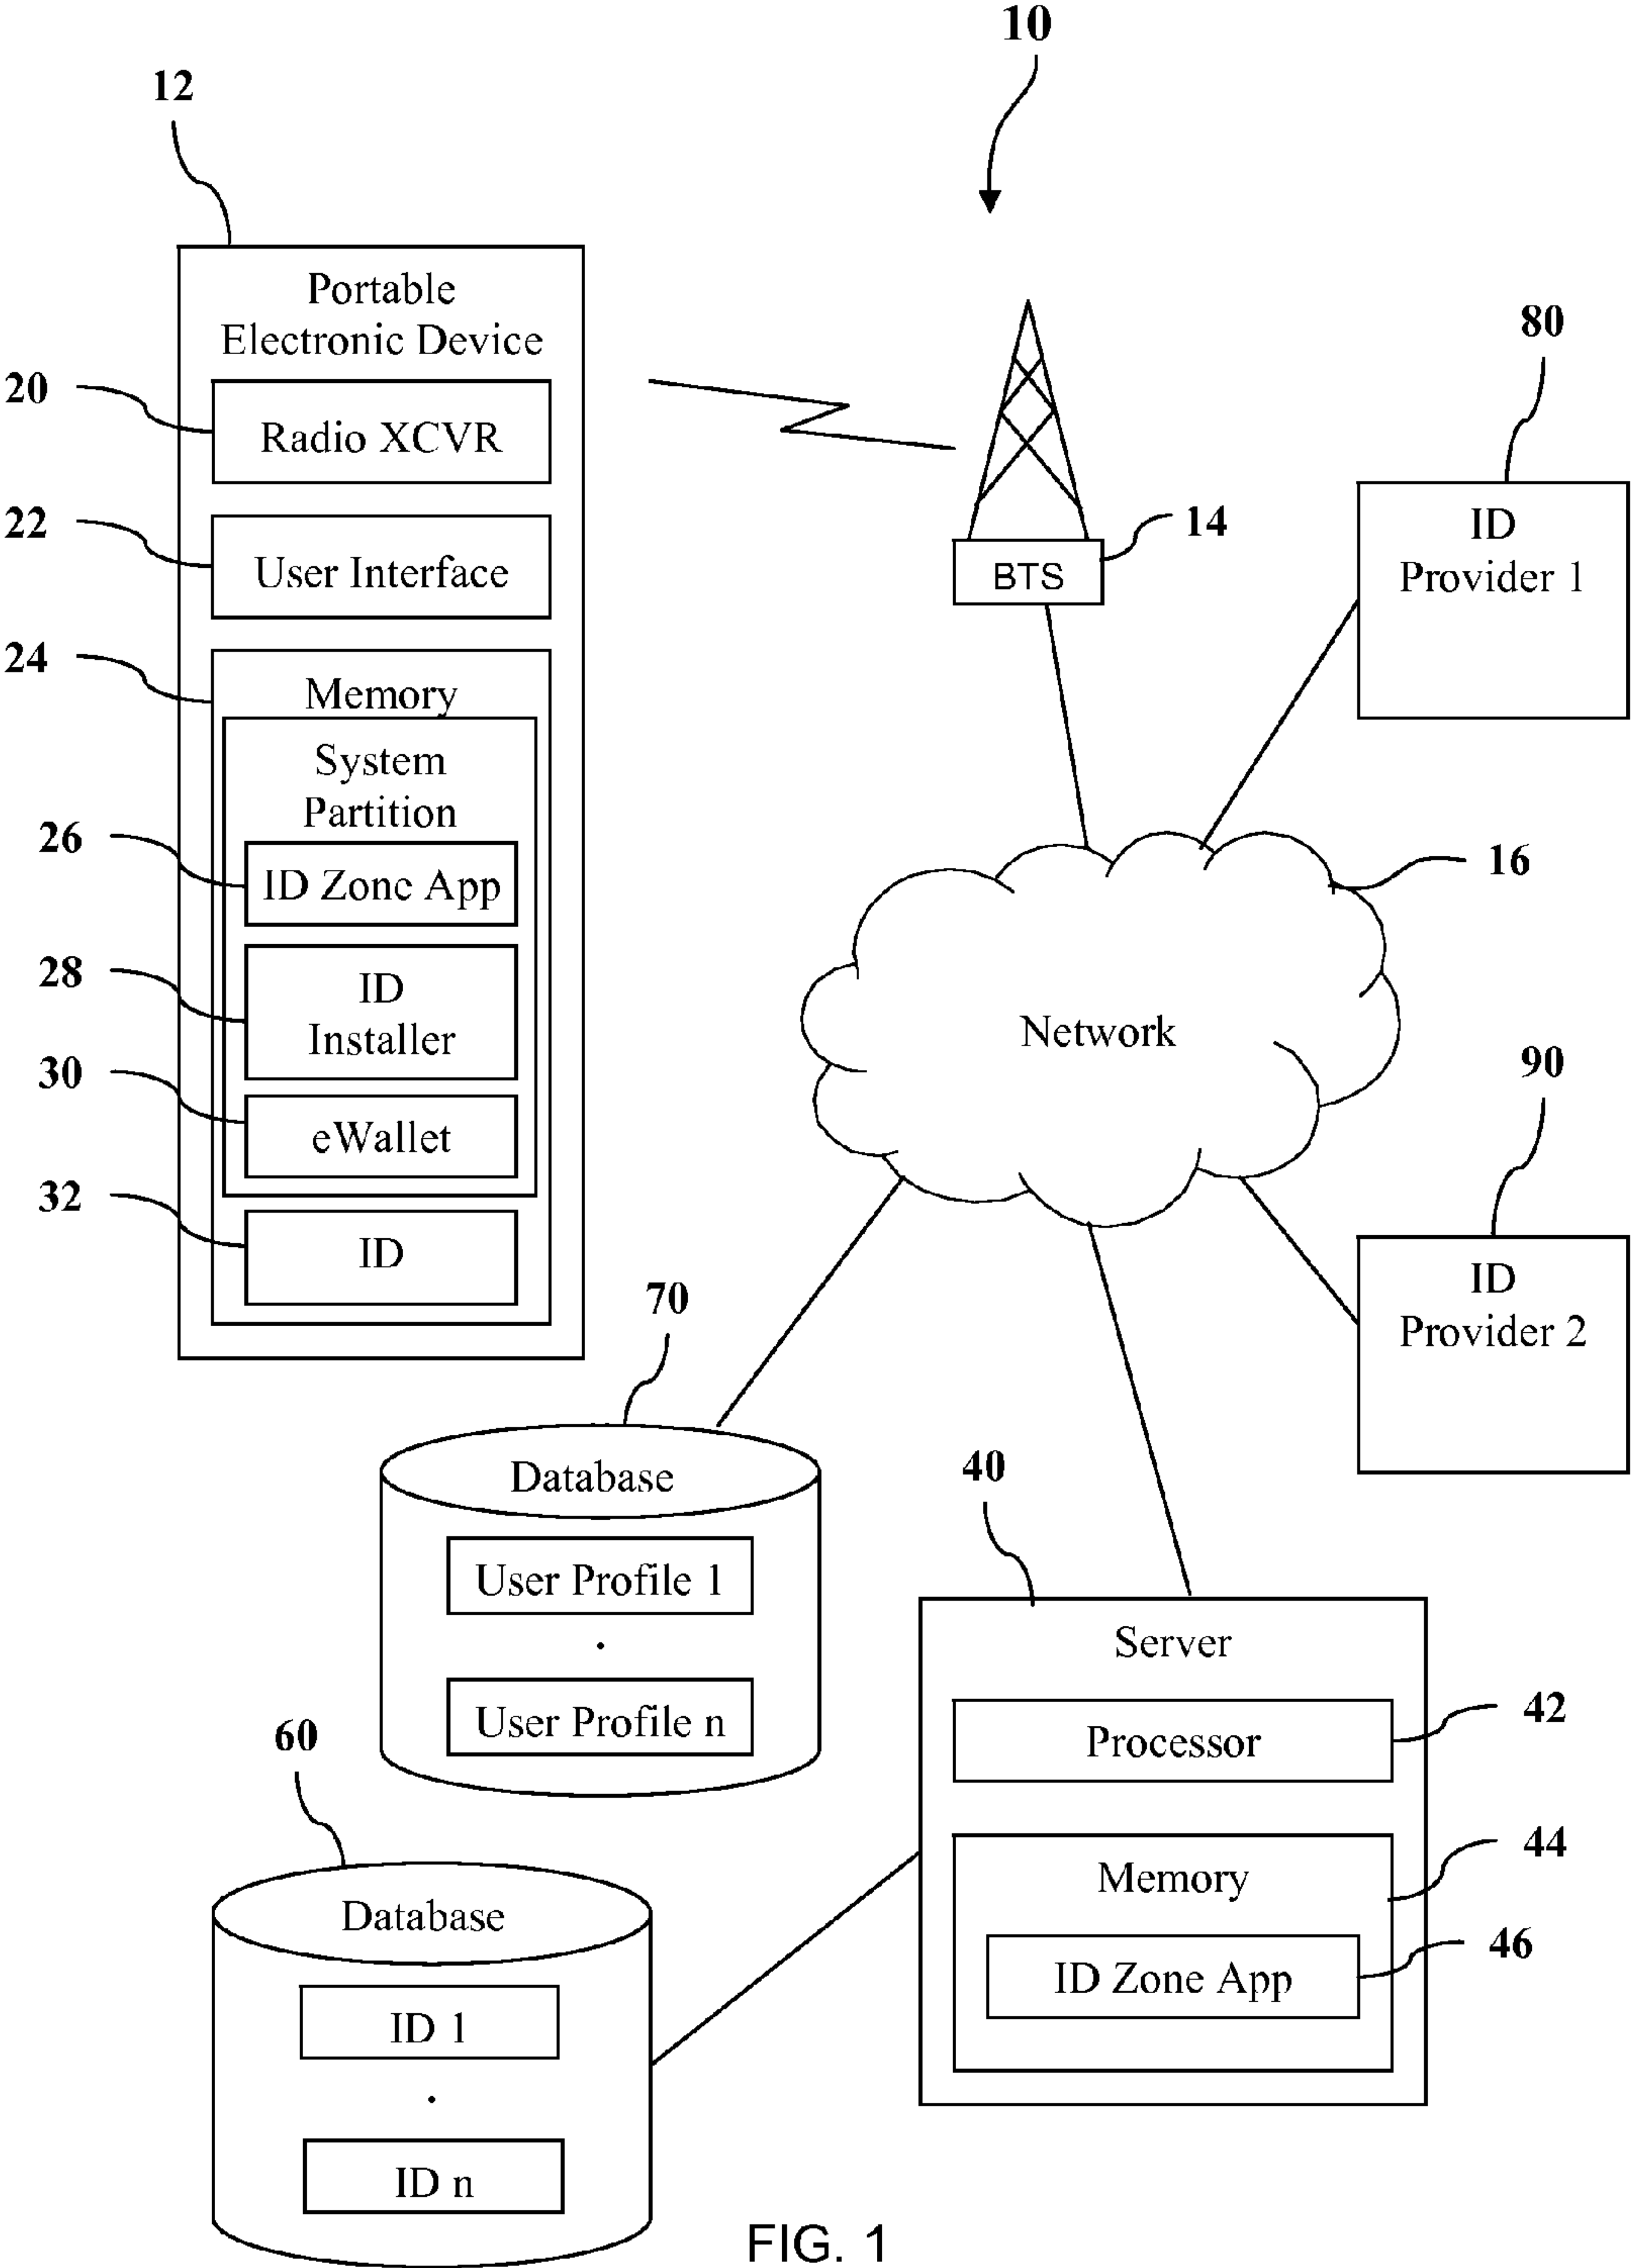 10
12
Portable
Electronic Device
80
20
Radio XCVR
ID
Provider 1
22
User Interface
14
BTS
24
Memory
System
Partition
26
ID Zone App
16
28
ID
Installer
Network
30
eWallet
90
32
ID
ID
Provider 2
70
Database
40
User Profile 1
.
Server
User Profile n
42
Processor
60
44
Memory
Database
46
ID Zone App
ID 1
.
ID n
FIG. 1